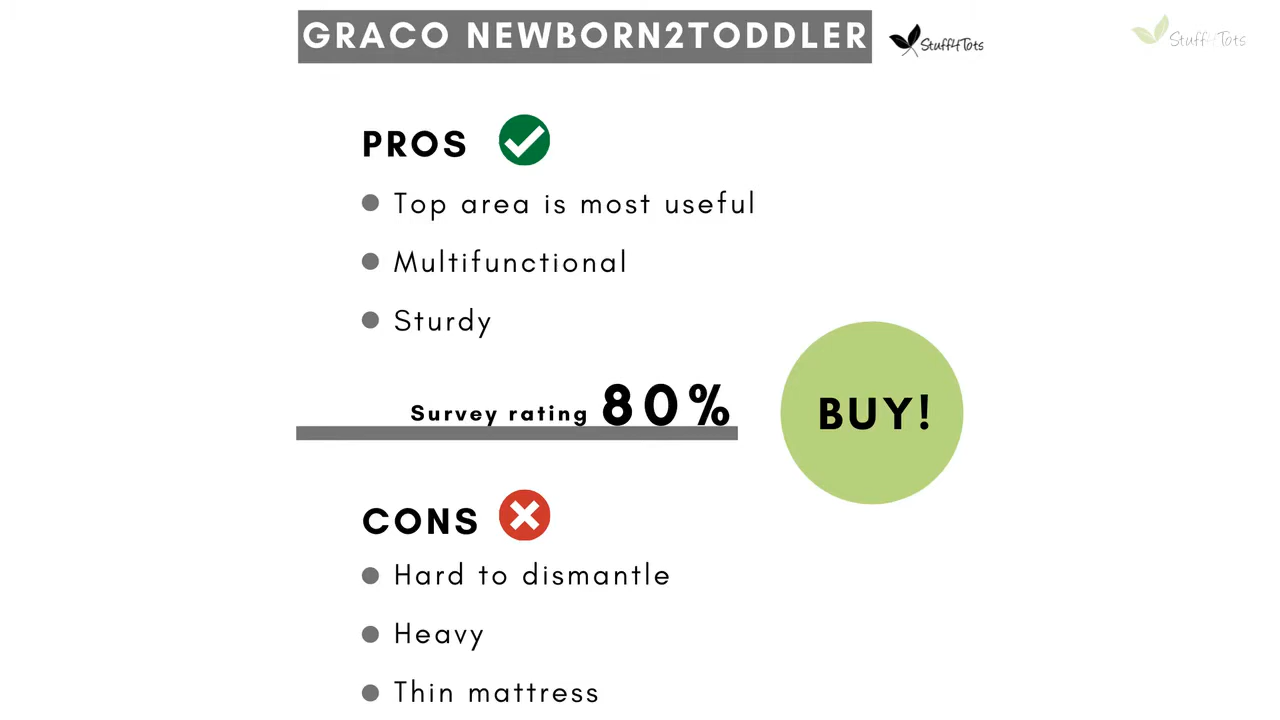 GRACO NEWBORN2TODDLER
Stuff4Tots
Stuff4Tots
PROS
Top area is most useful
Multifunctional
Sturdy
Survey rating 80%
BUY!
CONS
Hard to dismantle
Heavy
Thin mattress